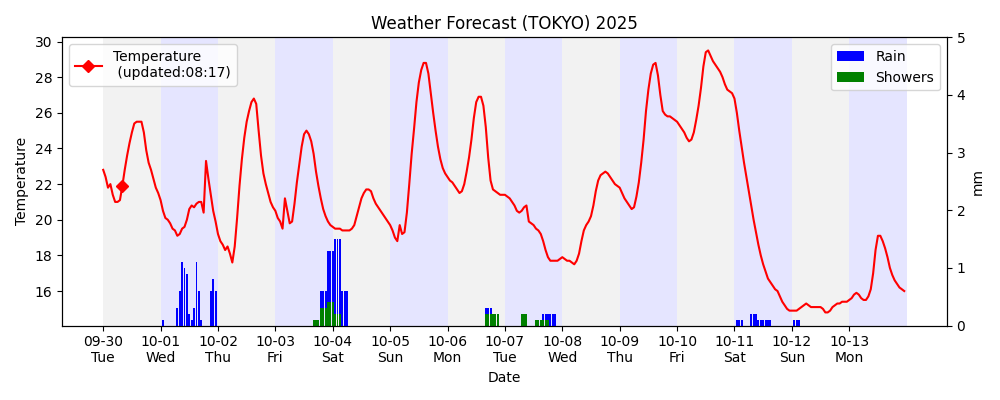 Weather Forecast (TOKYO) 2025
Temperature
(updated:08:17)
Rain
Showers
30
28
26
24
22
20
18
16
Temperature
5
4
3
2
1
0
mm
09-30 10-01 10-02 10-03 10-04 10-05 10-06 10-07 10-08 10-09 10-10 10-11 10-12 10-13
Tue Wed Thu Fri Sat Sun Mon Tue Wed Thu Fri Sat Sun Mon
Date